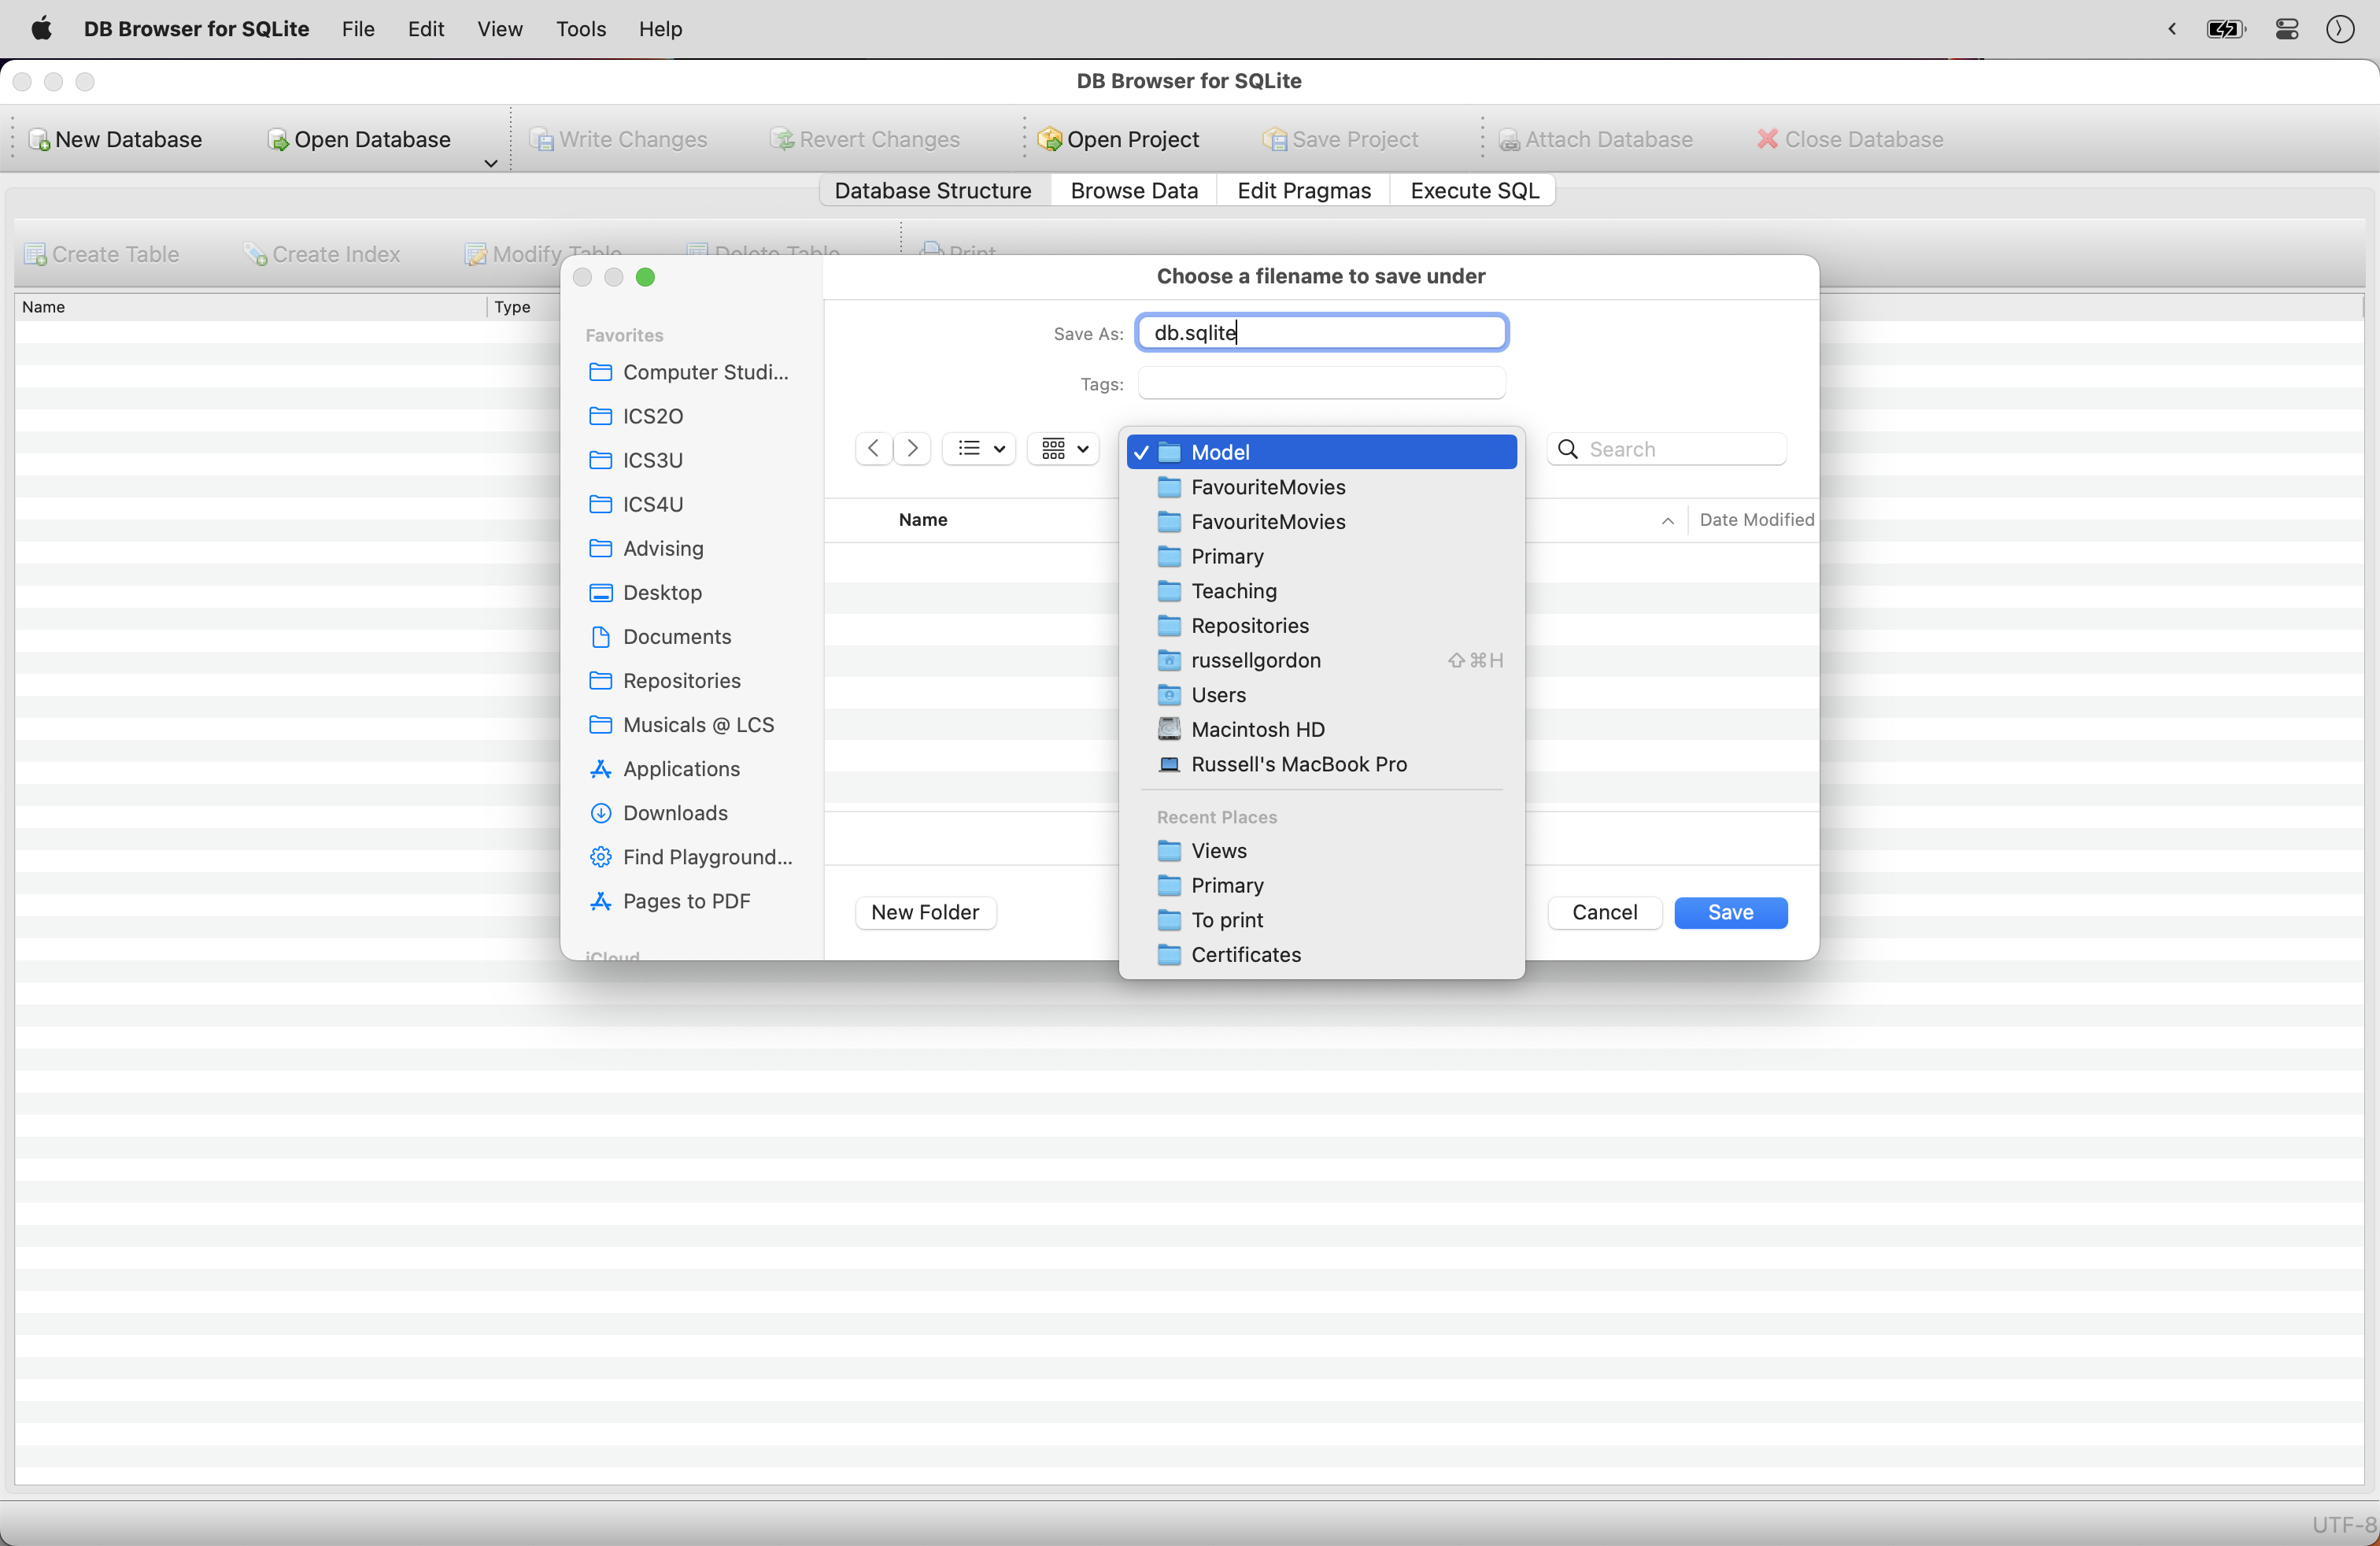 DB Browser for SQLite File Edit View Tools Help
DB Browser for SQLite
New Database Open Database Write Changes Revert Changes Open Project Save Project Attach Database Close Database
Database Structure Browse Data Edit Pragmas Execute SQL
Create Table Create Index Modify Table Delete Table Print
Name Type
Choose a filename to save under
Save As: db.sqlite
Tags:
Search
Name Date Modified
Favorites
Computer Studi...
ICS2O
ICS3U
ICS4U
Advising
Desktop
Documents
Repositories
Musicals @ LCS
Applications
Downloads
Find Playground...
Pages to PDF
iCloud
Model
FavouriteMovies
FavouriteMovies
Primary
Teaching
Repositories
russellgordon ⇧⌘H
Users
Macintosh HD
Russell's MacBook Pro
Recent Places
Views
Primary
To print
Certificates
New Folder Cancel Save
UTF-8